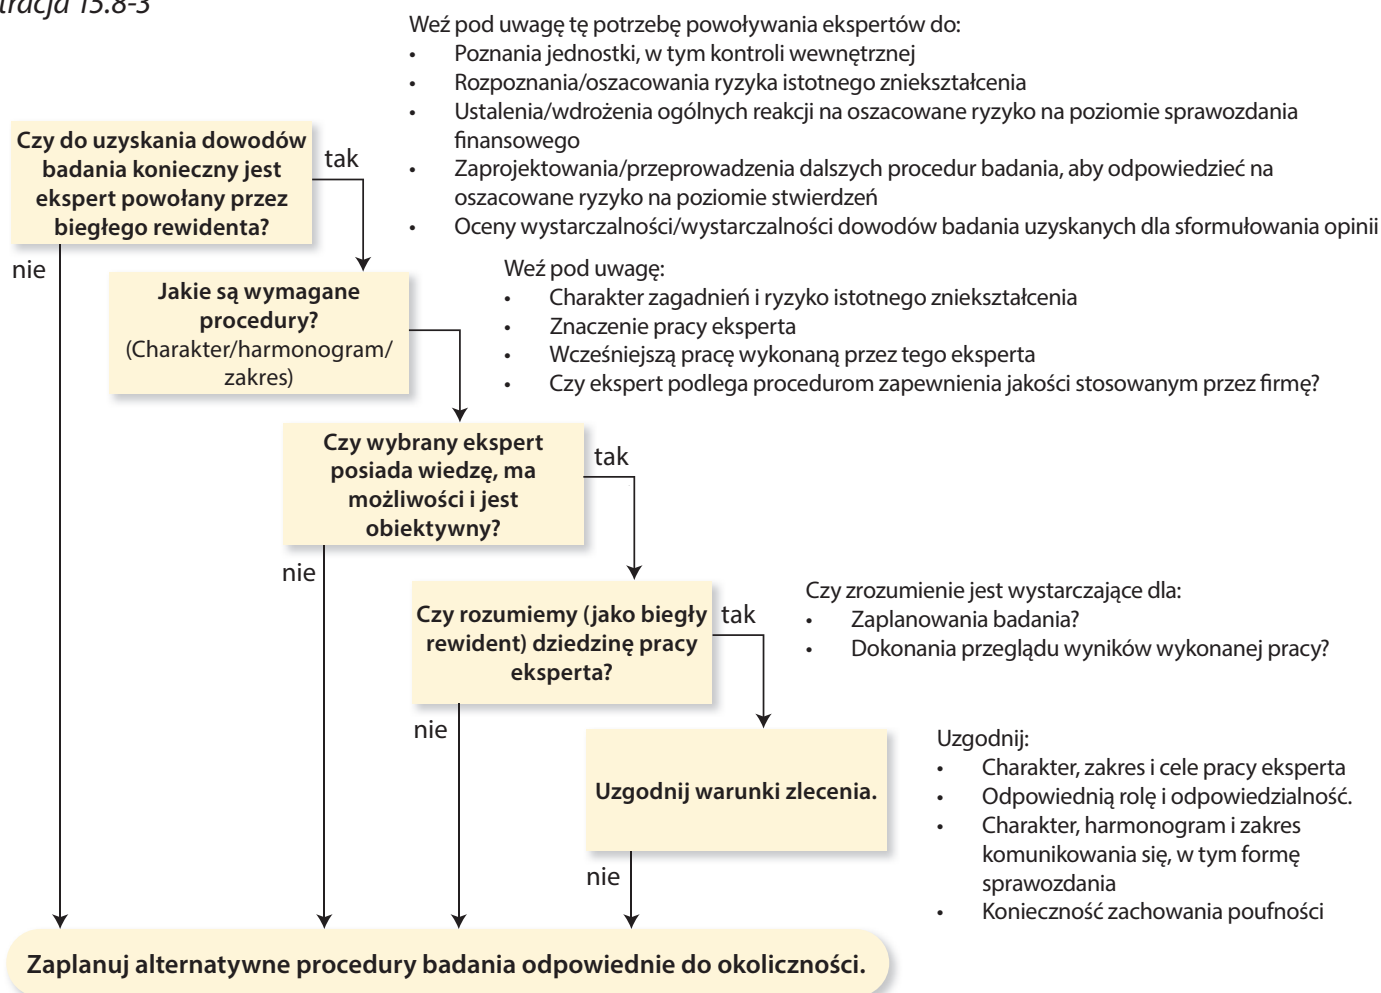 15.8-3
Weź pod uwagę tę potrzebę powoływania ekspertów do:
• Poznania jednostki, w tym kontroli wewnętrznej
• Rozpoznania/oszacowania ryzyka istotnego zniekształcenia
• Ustalenia/wdrożenia ogólnych reakcji na oszacowane ryzyko na poziomie sprawozdania
finansowego
• Zaprojektowania/przeprowadzenia dalszych procedur badania, aby odpowiedzieć na
oszacowane ryzyko na poziomie stwierdzeń
• Oceny wystarczalności/wystarczalności dowodów badania uzyskanych dla sformułowania opinii
Czy do uzyskania dowodów
badania konieczny jest
ekspert powołany przez
biegłego rewidenta?
tak
nie
Jakie są wymagane
procedury?
(Charakter/harmonogram/
zakres)
Weź pod uwagę:
• Charakter zagadnień i ryzyko istotnego zniekształcenia
• Znaczenie pracy eksperta
• Wcześniejszą pracę wykonaną przez tego eksperta
• Czy ekspert podlega procedurom zapewnienia jakości stosowanym przez firmę?
Czy wybrany ekspert
posiada wiedzę, ma
możliwości i jest
obiektywny?
tak
nie
Czy rozumiemy (jako biegły
rewident) dziedzinę pracy
eksperta?
tak
nie
Czy zrozumienie jest wystarczające dla:
• Zaplanowania badania?
• Dokonania przeglądu wyników wykonanej pracy?
Uzgodnij warunki zlecenia.
nie
Uzgodnij:
• Charakter, zakres i cele pracy eksperta
• Odpowiednią rolę i odpowiedzialność.
• Charakter, harmonogram i zakres
komunikowania się, w tym formę
sprawozdania
• Konieczność zachowania poufności
Zaplanuj alternatywne procedury badania odpowiednie do okoliczności.